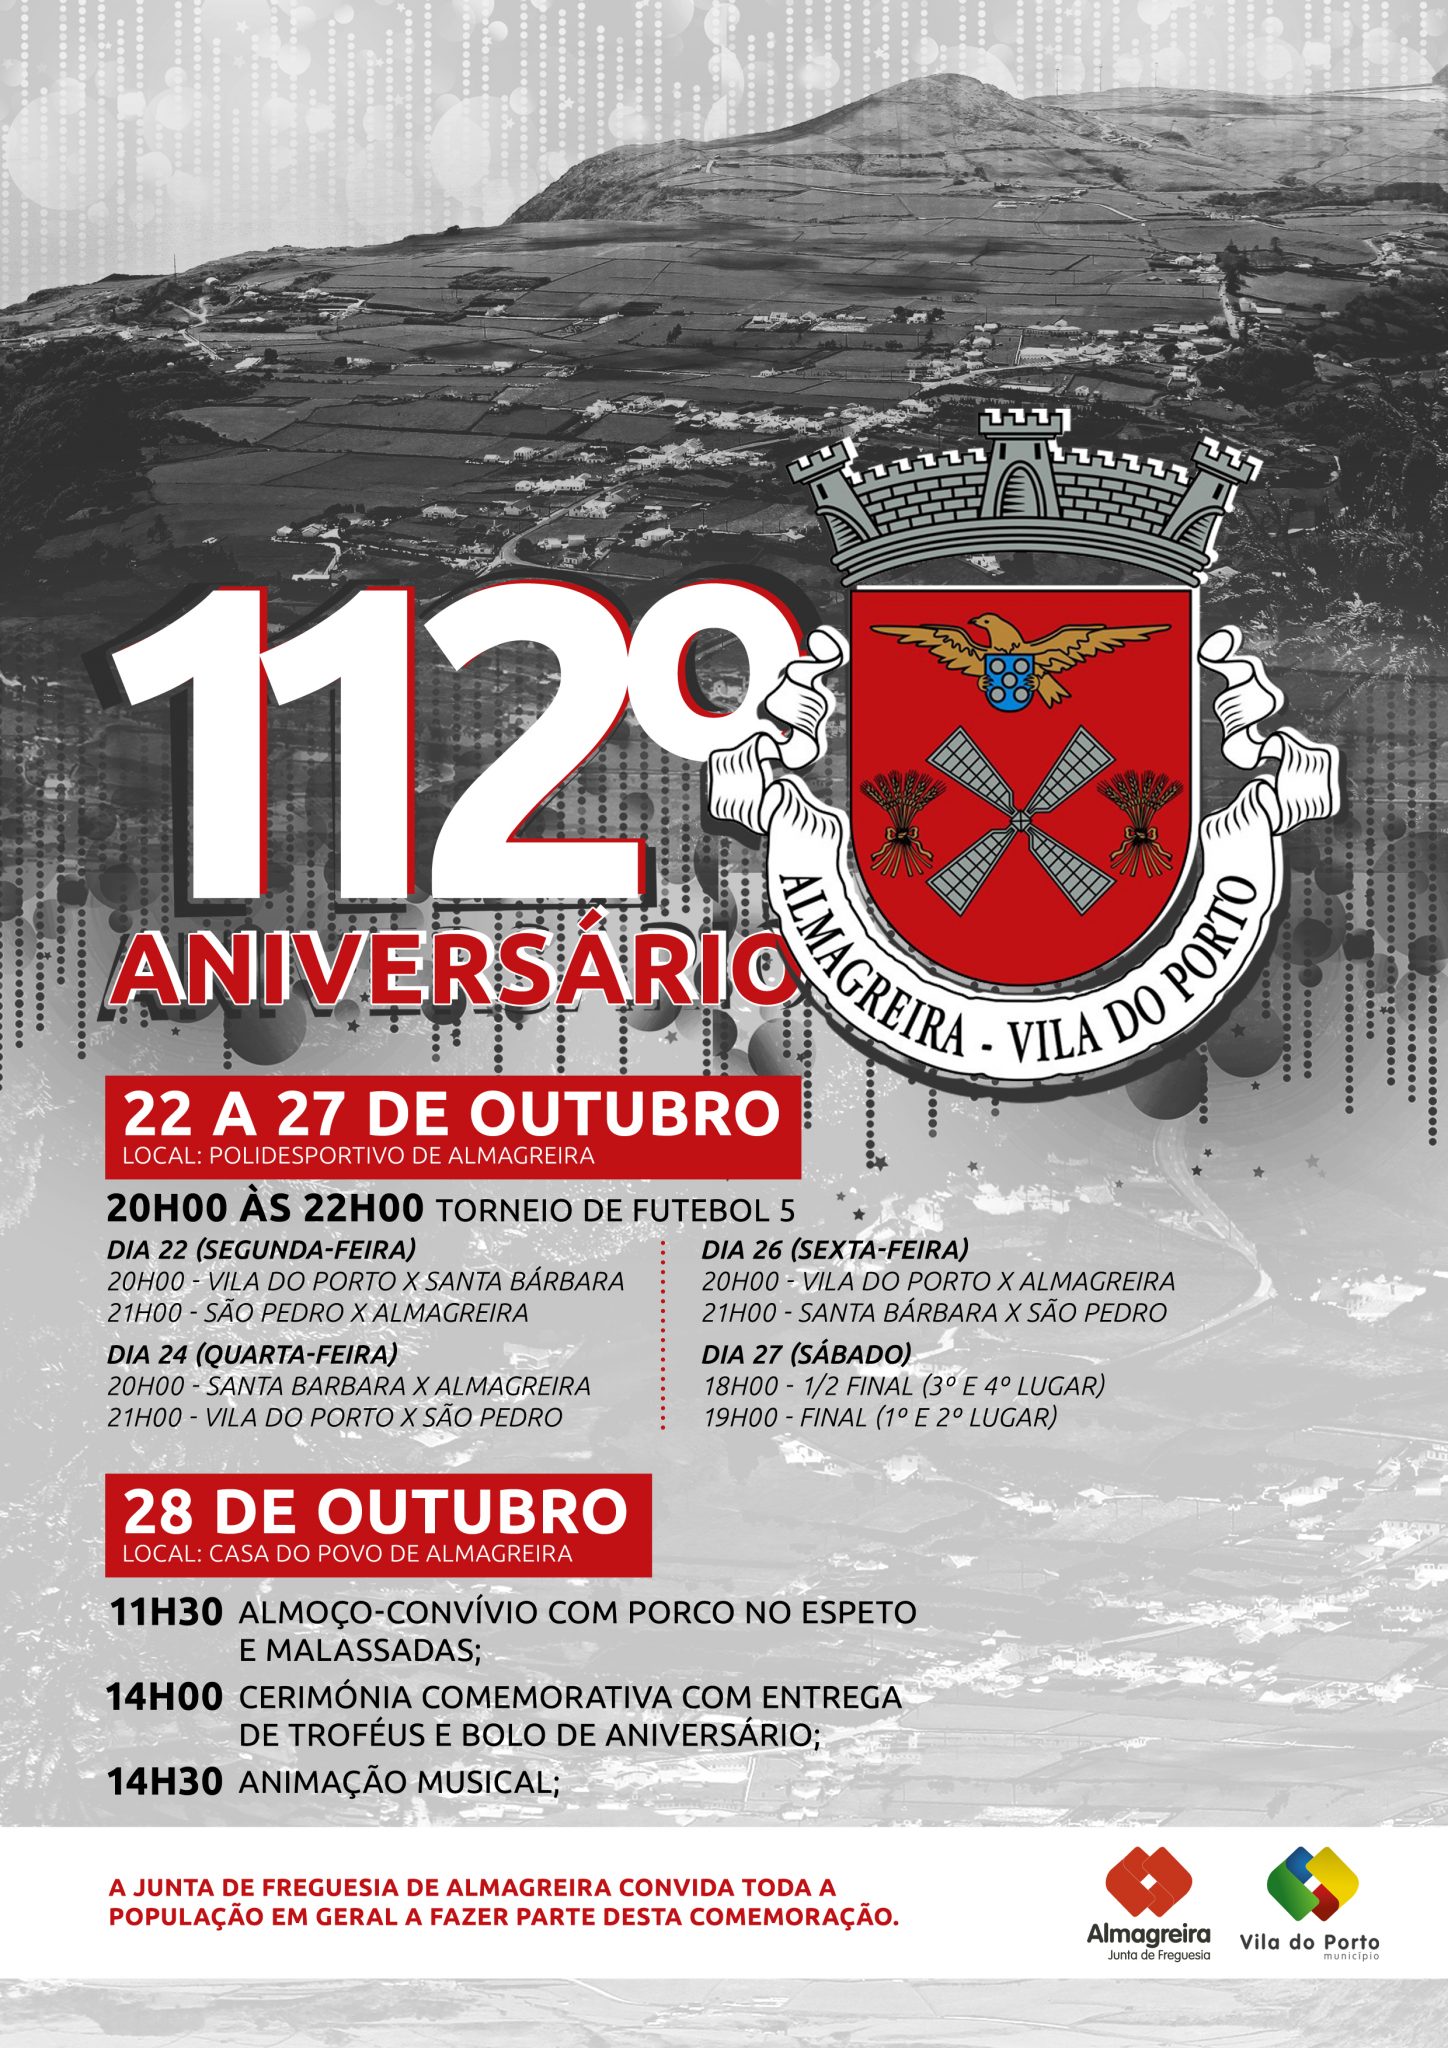 112º
ANIVERSÁRIO
ALMAGREIRA - VILA DO PORTO
22 A 27 DE OUTUBRO
LOCAL: POLIDESPORTIVO DE ALMAGREIRA
20H00 ÀS 22H00 TORNEIO DE FUTEBOL 5
DIA 22 (SEGUNDA-FEIRA)
20H00 - VILA DO PORTO X SANTA BÁRBARA
21H00 - SÃO PEDRO X ALMAGREIRA
DIA 24 (QUARTA-FEIRA)
20H00 - SANTA BARBARA X ALMAGREIRA
21H00 - VILA DO PORTO X SÃO PEDRO
DIA 26 (SEXTA-FEIRA)
20H00 - VILA DO PORTO X ALMAGREIRA
21H00 - SANTA BÁRBARA X SÃO PEDRO
DIA 27 (SÁBADO)
18H00 - 1/2 FINAL (3º E 4º LUGAR)
19H00 - FINAL (1º E 2º LUGAR)
28 DE OUTUBRO
LOCAL: CASA DO POVO DE ALMAGREIRA
11H30 ALMOÇO-CONVÍVIO COM PORCO NO ESPETO
E MALASSADAS;
14H00 CERIMÓNIA COMEMORATIVA COM ENTREGA
DE TROFÉUS E BOLO DE ANIVERSÁRIO;
14H30 ANIMAÇÃO MUSICAL;
A JUNTA DE FREGUESIA DE ALMAGREIRA CONVIDA TODA A
POPULAÇÃO EM GERAL A FAZER PARTE DESTA COMEMORAÇÃO.
Almagreira
Junta de Freguesia
Vila do Porto
município